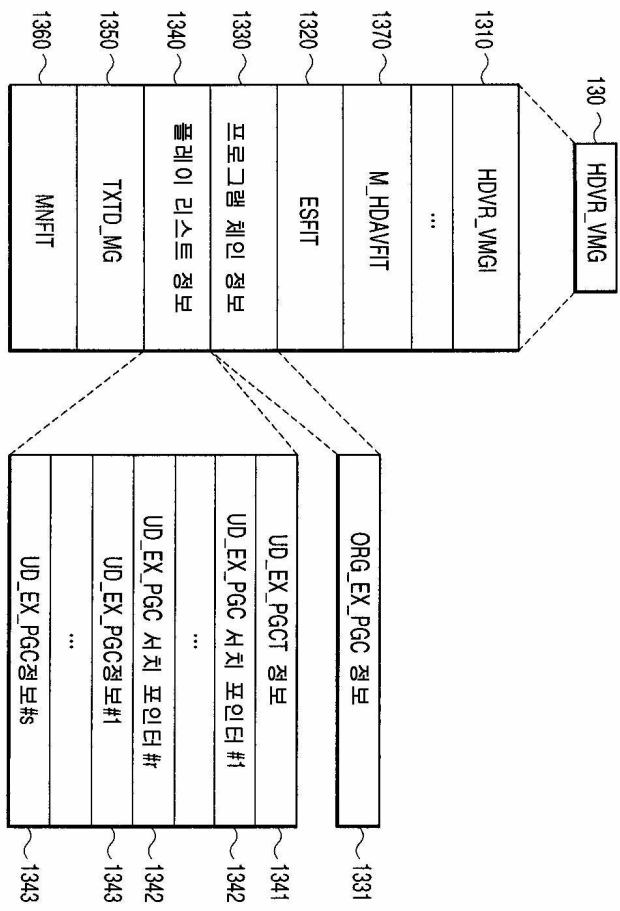 130
HDVR_VMG
1310
HDVR_VMGI
...
1370
M_HDAVFIT
1320
ESFIT
1330
프로그램 체인 정보
1340
플레이 리스트 정보
1350
TXTD_MG
1360
MNFIT
ORG_EX_PGC 정보
1331
UD_EX_PGCT 정보
1341
UD_EX_PGC 서치 포인터 #1
1342
...
UD_EX_PGC 서치 포인터 #r
1342
UD_EX_PGC정보#1
1343
...
UD_EX_PGC정보#s
1343